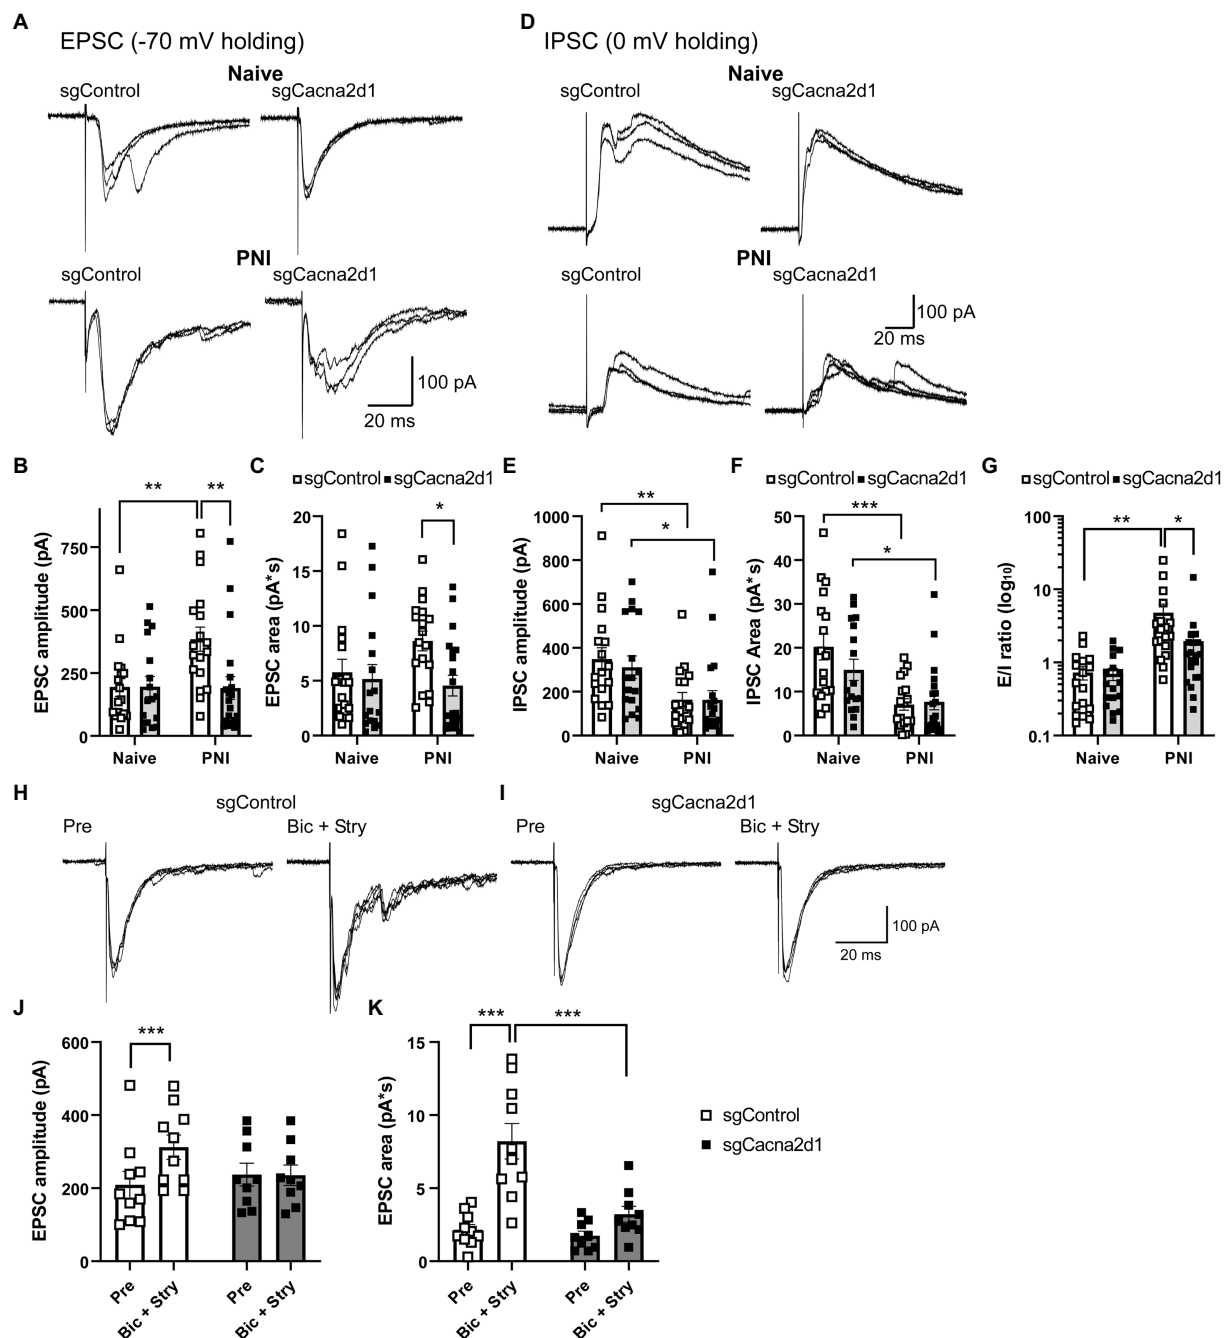 A
D
EPSC (-70 mV holding)
IPSC (0 mV holding)
Naive
Naive
sgControl
sgCacna2d1
sgControl
sgCacna2d1
PNI
PNI
sgControl
sgCacna2d1
sgControl
sgCacna2d1
100 pA
20 ms
100 pA
20 ms
B
C
E
F
G
sgControl
sgCacna2d1
sgControl
sgCacna2d1
sgControl
sgCacna2d1
**
**
EPSC amplitude (pA)
750
500
250
0
Naive
PNI
*
EPSC area (pA*s)
20
15
10
5
0
Naive
PNI
**
*
IPSC amplitude (pA)
1000
800
600
400
200
0
Naive
PNI
***
*
IPSC Area (pA*s)
50
40
30
20
10
0
Naive
PNI
**
*
E/I ratio (log₁₀)
100
10
1
0.1
Naive
PNI
H
I
sgControl
sgCacna2d1
Pre
Bic + Stry
Pre
Bic + Stry
100 pA
20 ms
J
K
***
EPSC amplitude (pA)
600
400
200
0
Pre
Bic + Stry
Pre
Bic + Stry
***
***
EPSC area (pA*s)
15
10
5
0
Pre
Bic + Stry
Pre
Bic + Stry
sgControl
sgCacna2d1